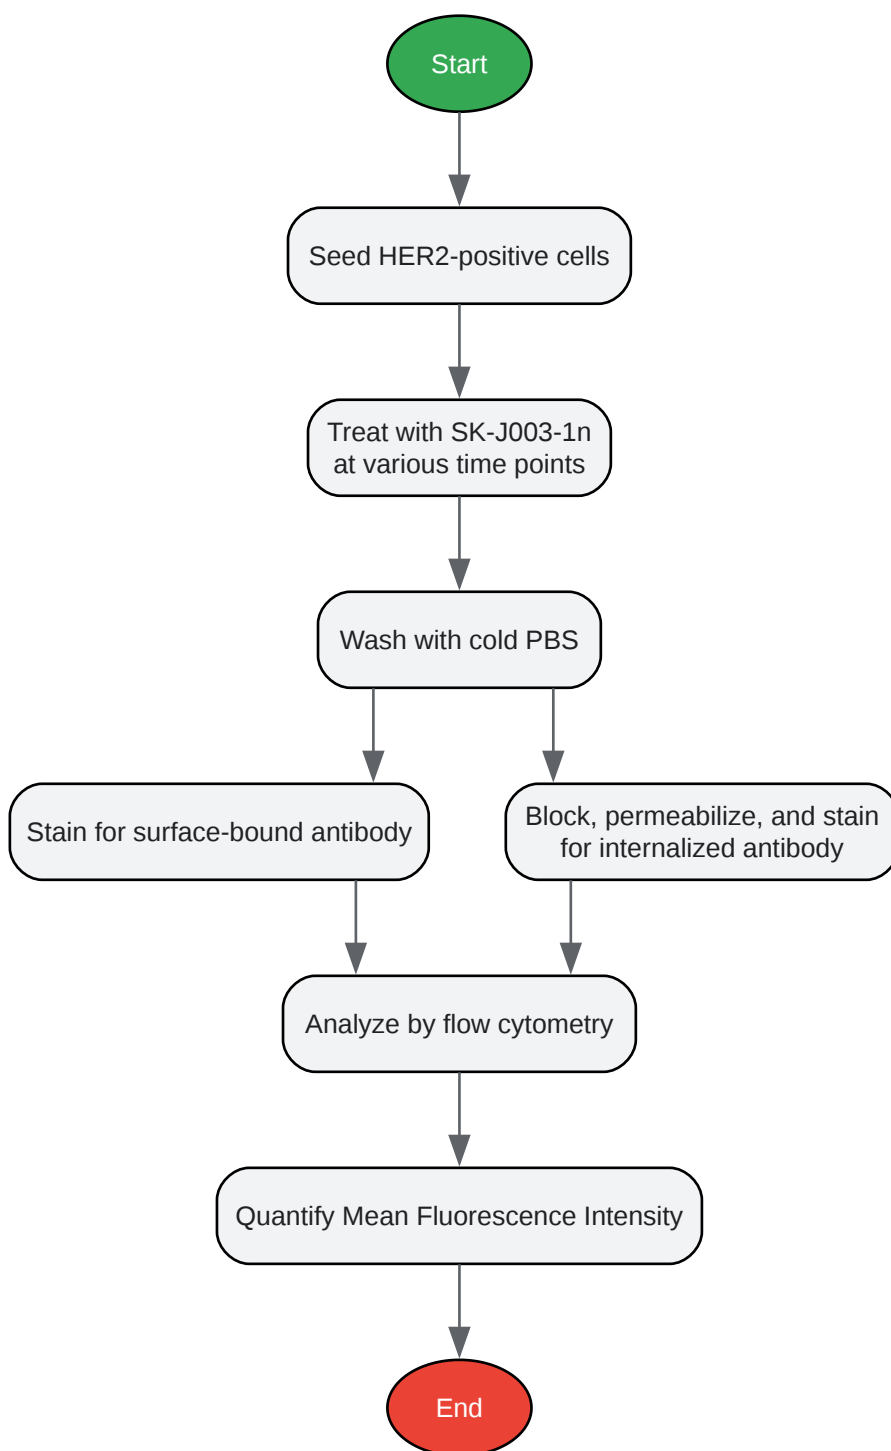 Start
Seed HER2-positive cells
Treat with SK-J003-1n
at various time points
Wash with cold PBS
Stain for surface-bound antibody
Block, permeabilize, and stain
for internalized antibody
Analyze by flow cytometry
Quantify Mean Fluorescence Intensity
End